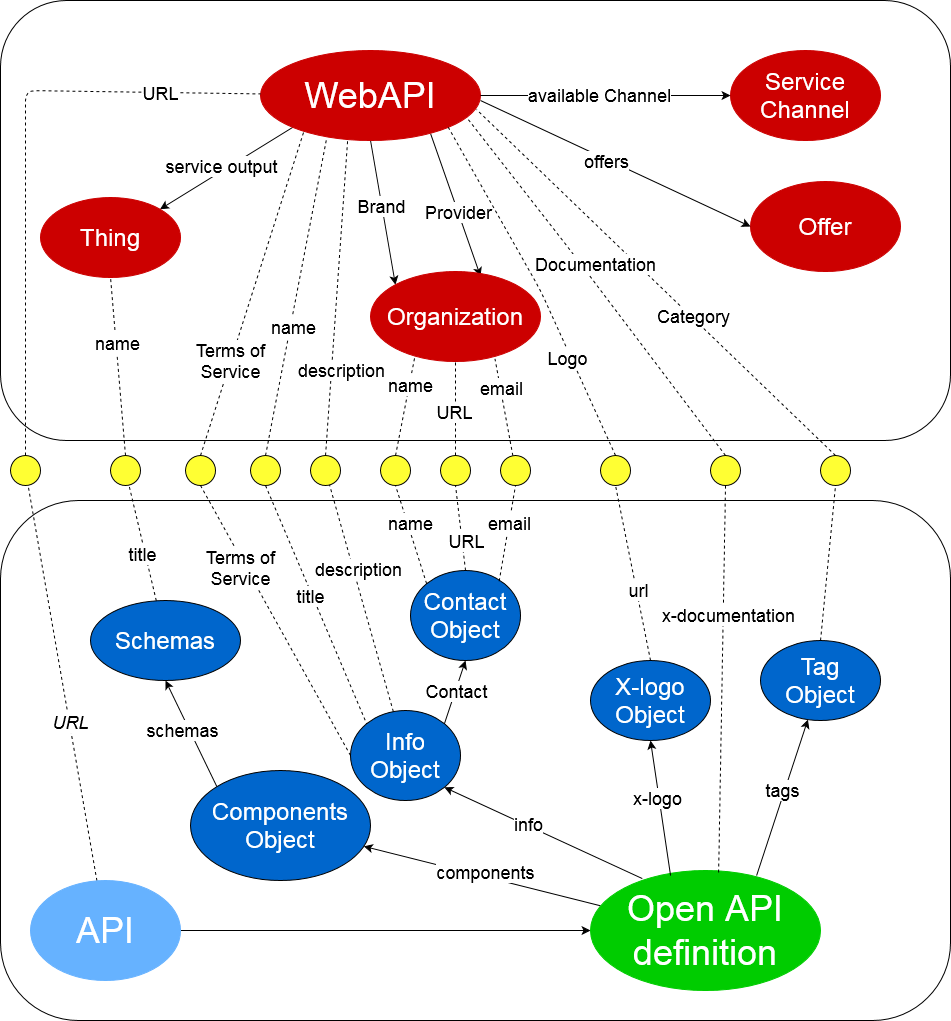 WebAPI
Service
Channel
URL
available Channel
offers
service output
Brand
Provider
Thing
Offer
Documentation
Organization
Category
name
name
Terms of
Service
description
Logo
name
email
URL
name
email
URL
title
Terms of
Service
description
title
url
x-documentation
Contact
Object
Schemas
Tag
Object
X-logo
Object
Contact
URL
schemas
Info
Object
x-logo
tags
Components
Object
info
components
API
Open API
definition